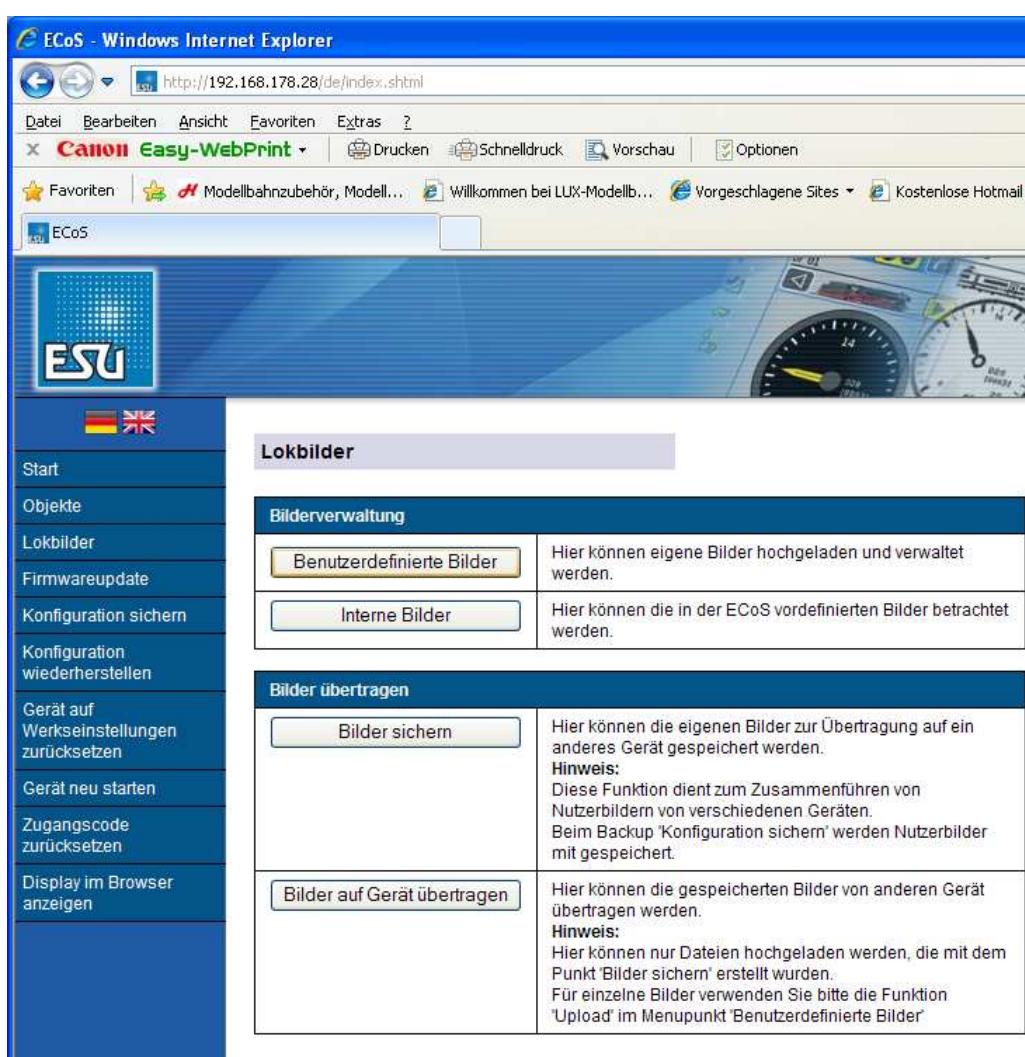 ECoS - Windows Internet Explorer
http://192.168.178.28/de/index.shtml
Datei Bearbeiten Ansicht Favoriten Extras ?
x Canon Easy-WebPrint Drucken Schnelldruck Vorschau Optionen
Favoriten Modellbahnzubehör, Modell... Willkommen bei LUX-Modellb... Vorgeschlagene Sites Kostenlose Hotmail
ECoS
ESU
14
Lokbilder
Start
Objekte
Lokbilder
Firmwareupdate
Konfiguration sichern
Konfiguration
wiederherstellen
Gerät auf
Werkseinstellungen
zurücksetzen
Gerät neu starten
Zugangscode
zurücksetzen
Display im Browser
anzeigen
Bilderverwaltung
Benutzerdefinierte Bilder
Hier können eigene Bilder hochgeladen und verwaltet
werden.
Interne Bilder
Hier können die in der ECoS vordefinierten Bilder betrachtet
werden.
Bilder übertragen
Bilder sichern
Hier können die eigenen Bilder zur Übertragung auf ein
anderes Gerät gespeichert werden.
Hinweis:
Diese Funktion dient zum Zusammenführen von
Nutzerbildern von verschiedenen Geräten.
Beim Backup 'Konfiguration sichern' werden Nutzerbilder
mit gespeichert.
Bilder auf Gerät übertragen
Hier können die gespeicherten Bilder von anderen Gerät
übertragen werden.
Hinweis:
Hier können nur Dateien hochgeladen werden, die mit dem
Punkt 'Bilder sichern' erstellt wurden.
Für einzelne Bilder verwenden Sie bitte die Funktion
'Upload' im Menupunkt 'Benutzerdefinierte Bilder'